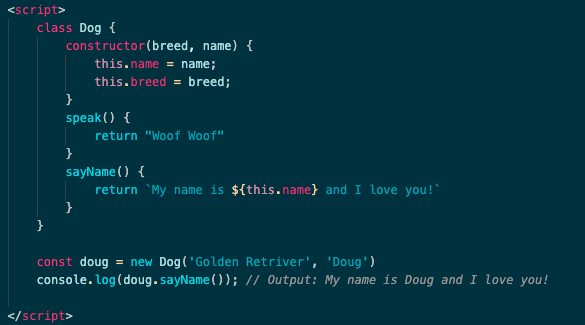 <script>
class Dog {
constructor(breed, name) {
this.name = name;
this.breed = breed;
}
speak() {
return "Woof Woof"
}
sayName() {
return `My name is ${this.name} and I love you!`
}
}
const doug = new Dog('Golden Retriver', 'Doug')
console.log(doug.sayName()); // Output: My name is Doug and I love you!
</script>